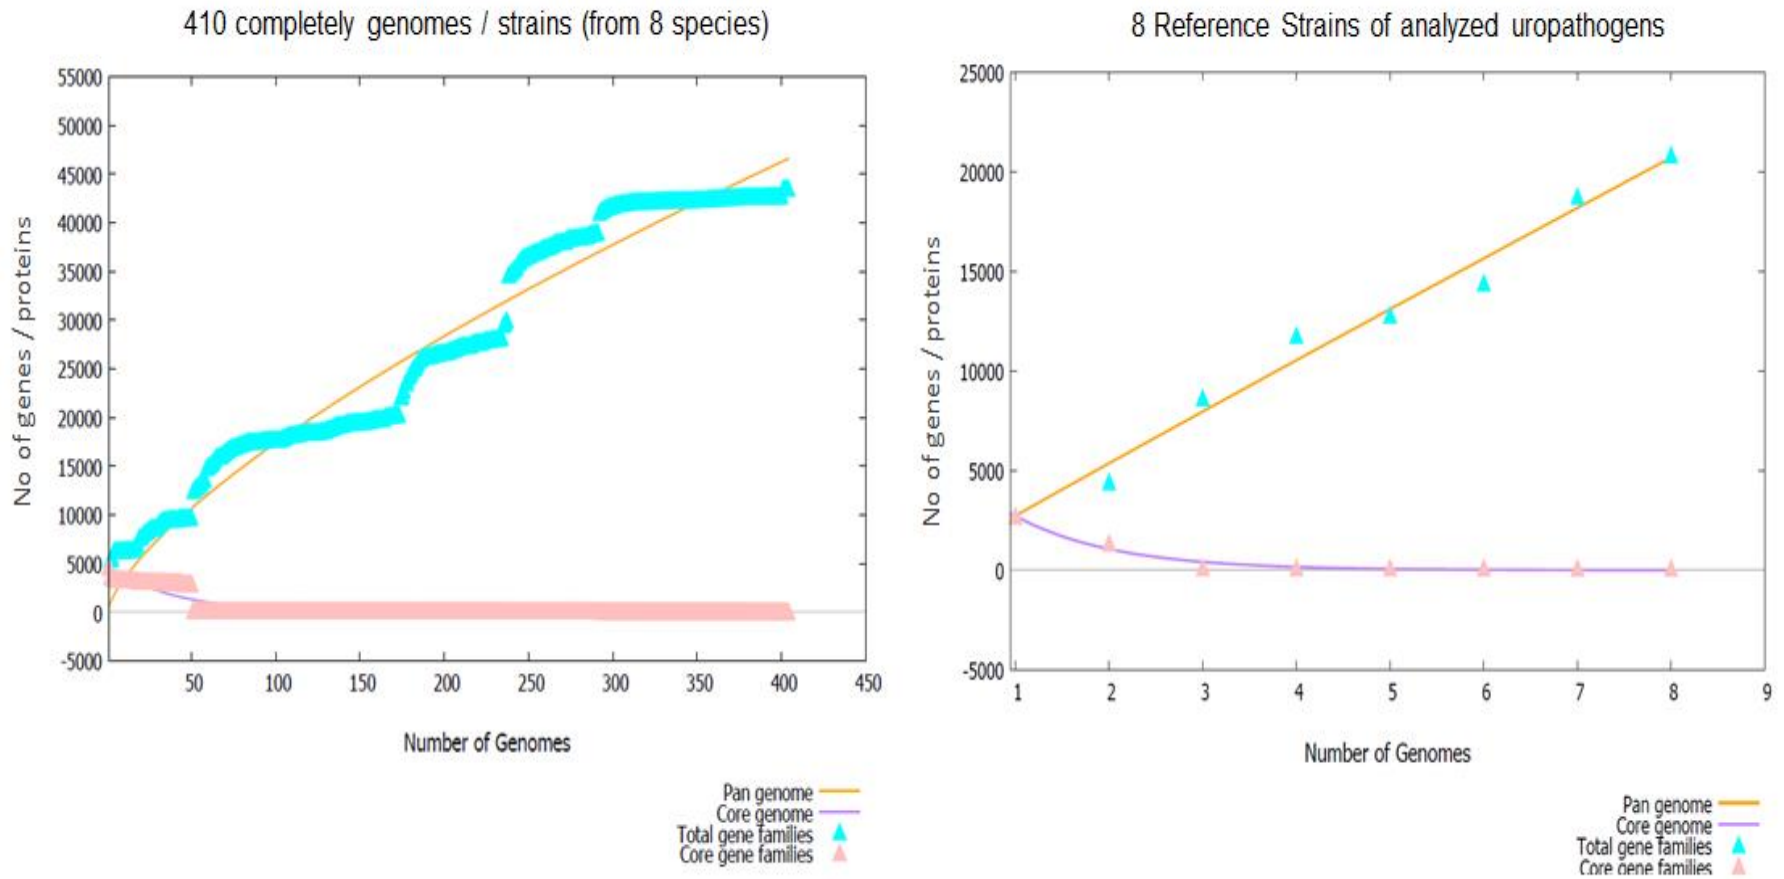 410 completely genomes / strains (from 8 species)
8 Reference Strains of analyzed uropathogens
No of genes / proteins
55000
50000
45000
40000
35000
30000
25000
20000
15000
10000
5000
0
-5000
50 100 150 200 250 300 350 400 450
Number of Genomes
Pan genome
Core genome
Total gene families
Core gene families
No of genes / proteins
25000
20000
15000
10000
5000
0
-5000
1 2 3 4 5 6 7 8 9
Number of Genomes
Pan genome
Core genome
Total gene families
Core gene families